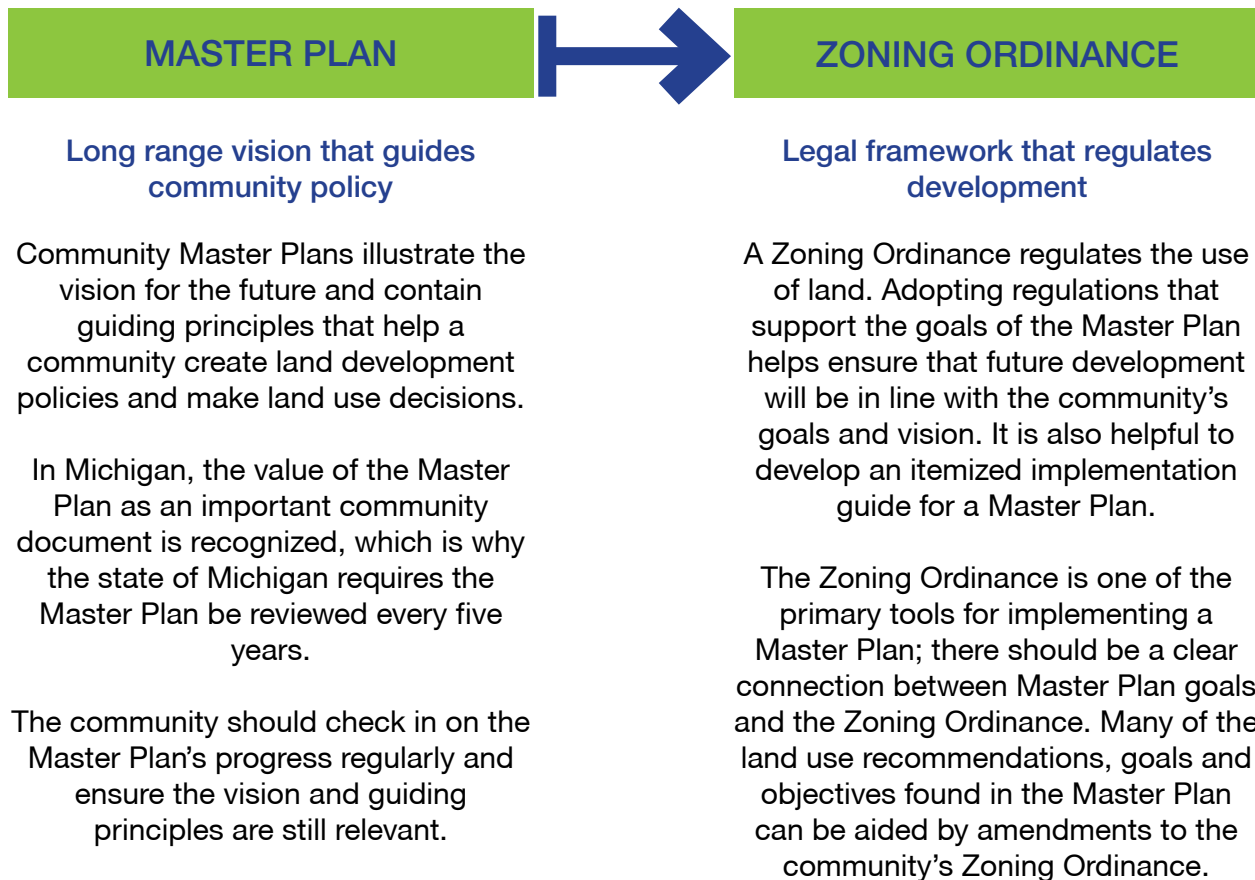 MASTER PLAN
Long range vision that guides
community policy
Community Master Plans illustrate the
vision for the future and contain
guiding principles that help a
community create land development
policies and make land use decisions.
In Michigan, the value of the Master
Plan as an important community
document is recognized, which is why
the state of Michigan requires the
Master Plan be reviewed every five
years.
The community should check in on the
Master Plan’s progress regularly and
ensure the vision and guiding
principles are still relevant.
ZONING ORDINANCE
Legal framework that regulates
development
A Zoning Ordinance regulates the use
of land. Adopting regulations that
support the goals of the Master Plan
helps ensure that future development
will be in line with the community’s
goals and vision. It is also helpful to
develop an itemized implementation
guide for a Master Plan.
The Zoning Ordinance is one of the
primary tools for implementing a
Master Plan; there should be a clear
connection between Master Plan goals
and the Zoning Ordinance. Many of the
land use recommendations, goals and
objectives found in the Master Plan
can be aided by amendments to the
community’s Zoning Ordinance.